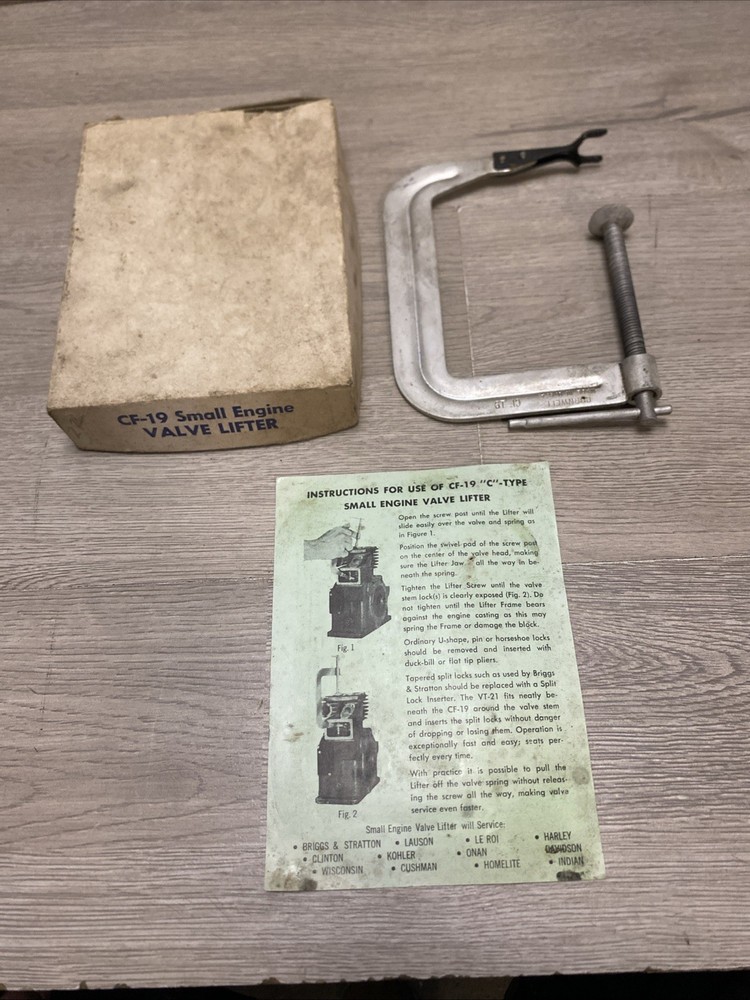 CF-19 Small Engine
VALVE LIFTER
INSTRUCTIONS FOR USE OF CF-19 "C"-TYPE
SMALL ENGINE VALVE LIFTER
Open the screw post until the Lifter will
slide easily over the valve and spring as
in Figure 1.
Position the swivel pad of the screw post
on the center of the valve head, making
sure the Lifter Jaw all the way in be-
neath the spring.
Tighten the Lifter Screw until the valve
stem lock(s) is clearly exposed (Fig. 2). Do
not tighten until the Lifter Frame bears
against the engine casting as this may
spring the Frame or damage the block.
Ordinary U-shape, pin or horseshoe locks
should be removed and inserted with
duck-bill or flat tip pliers.
Tapered split locks such as used by Briggs
& Stratton should be replaced with a Split
Lock Inserter. The VT-21 fits neatly be-
neath the CF-19 around the valve stem
and inserts the split locks without danger
of dropping or losing them. Operation is
exceptionally fast and easy; seats per-
fectly every time.
With practice it is possible to pull the
Lifter off the valve spring without releas-
ing the screw all the way, making valve
service even faster.
Fig. 1
Fig. 2
Small Engine Valve Lifter will Service:
• BRIGGS & STRATTON • LAUSON • LE ROI • HARLEY
DAVIDSON
• CLINTON • KOHLER • ONAN
• WISCONSIN • CUSHMAN • HOMELITE • INDIAN